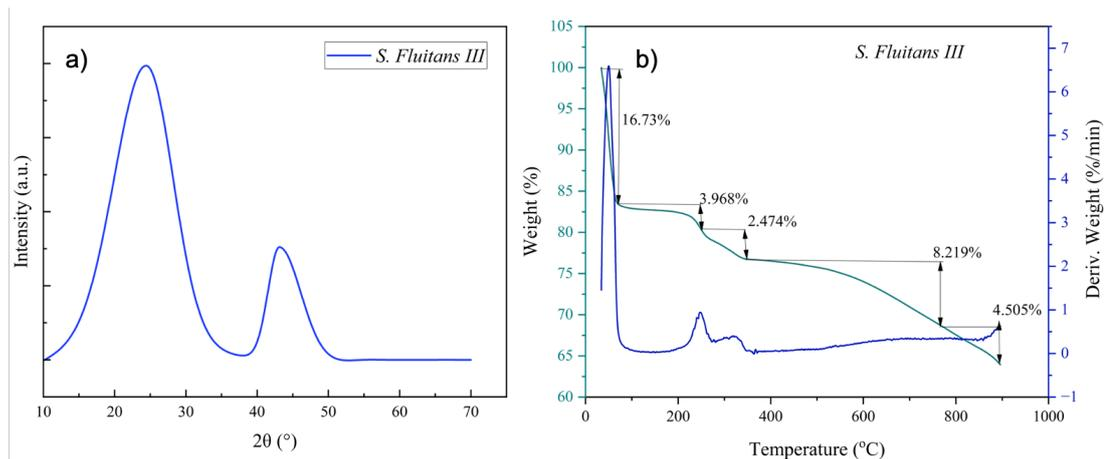 a)
S. Fluitans III
Intensity (a.u.)
10 20 30 40 50 60 70
2θ (°)
b)
S. Fluitans III
105
100
95
90
85
80
75
70
65
60
Weight (%)
16.73%
3.968%
2.474%
8.219%
4.505%
7
6
5
4
3
2
1
0
−1
Deriv. Weight (%/min)
0 200 400 600 800 1000
Temperature (°C)